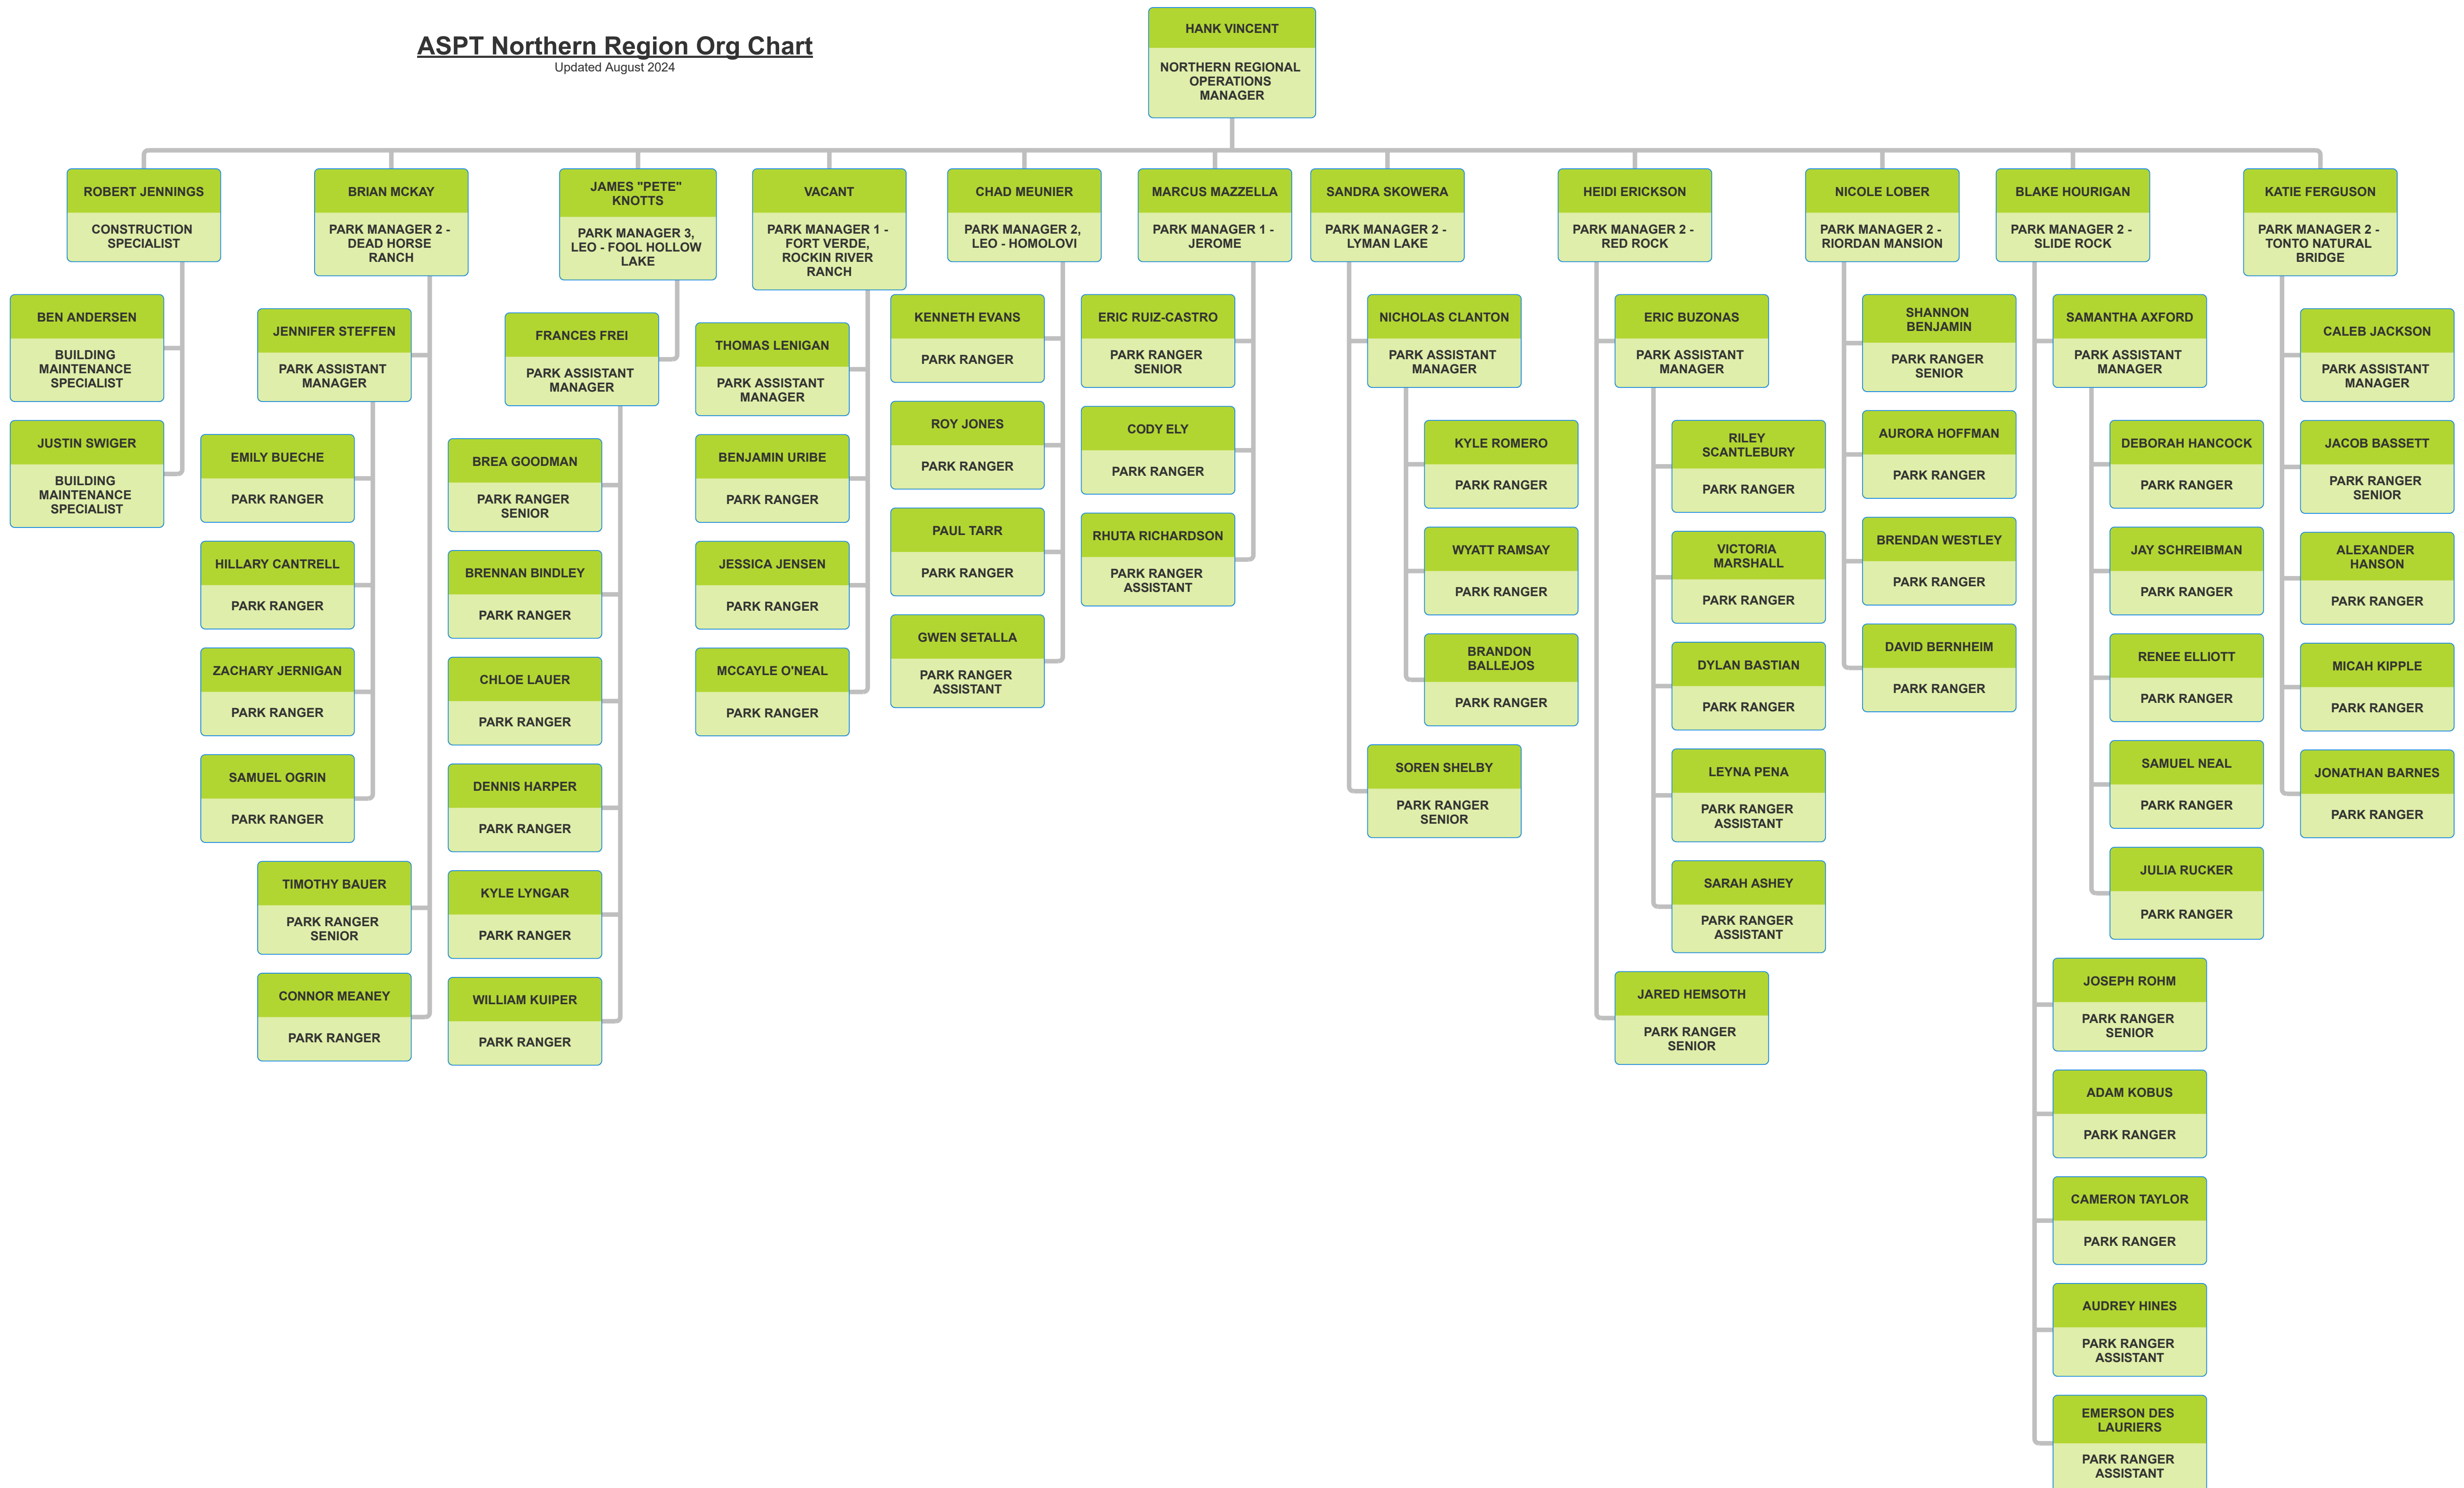 ASPT Northern Region Org Chart
Updated August 2024
HANK VINCENT
NORTHERN REGIONAL
OPERATIONS
MANAGER
ROBERT JENNINGS
CONSTRUCTION
SPECIALIST
BEN ANDERSEN
BUILDING
MAINTENANCE
SPECIALIST
JUSTIN SWIGER
BUILDING
MAINTENANCE
SPECIALIST
BRIAN MCKAY
PARK MANAGER 2 -
DEAD HORSE
RANCH
JENNIFER STEFFEN
PARK ASSISTANT
MANAGER
EMILY BUECHE
PARK RANGER
HILLARY CANTRELL
PARK RANGER
ZACHARY JERNIGAN
PARK RANGER
SAMUEL OGRIN
PARK RANGER
TIMOTHY BAUER
PARK RANGER
SENIOR
CONNOR MEANEY
PARK RANGER
JAMES "PETE"
KNOTTS
PARK MANAGER 3,
LEO - FOOL HOLLOW
LAKE
FRANCES FREI
PARK ASSISTANT
MANAGER
BREA GOODMAN
PARK RANGER
SENIOR
BRENNAN BINDLEY
PARK RANGER
CHLOE LAUER
PARK RANGER
DENNIS HARPER
PARK RANGER
KYLE LYNGAR
PARK RANGER
WILLIAM KUIPER
PARK RANGER
VACANT
PARK MANAGER 1 -
FORT VERDE,
ROCKIN RIVER
RANCH
THOMAS LENIGAN
PARK ASSISTANT
MANAGER
BENJAMIN URIBE
PARK RANGER
JESSICA JENSEN
PARK RANGER
MCCAYLE O'NEAL
PARK RANGER
CHAD MEUNIER
PARK MANAGER 2,
LEO - HOMOLOVI
KENNETH EVANS
PARK RANGER
ROY JONES
PARK RANGER
PAUL TARR
PARK RANGER
GWEN SETALLA
PARK RANGER
ASSISTANT
MARCUS MAZZELLA
PARK MANAGER 1 -
JEROME
ERIC RUIZ-CASTRO
PARK RANGER
SENIOR
CODY ELY
PARK RANGER
RHUTA RICHARDSON
PARK RANGER
ASSISTANT
SANDRA SKOWERA
PARK MANAGER 2 -
LYMAN LAKE
NICHOLAS CLANTON
PARK ASSISTANT
MANAGER
KYLE ROMERO
PARK RANGER
WYATT RAMSAY
PARK RANGER
BRANDON
BALLEJOS
PARK RANGER
SOREN SHELBY
PARK RANGER
SENIOR
HEIDI ERICKSON
PARK MANAGER 2 -
RED ROCK
ERIC BUZONAS
PARK ASSISTANT
MANAGER
RILEY
SCANTLEBURY
PARK RANGER
VICTORIA
MARSHALL
PARK RANGER
DYLAN BASTIAN
PARK RANGER
LEYNA PENA
PARK RANGER
ASSISTANT
SARAH ASHEY
PARK RANGER
ASSISTANT
JARED HEMSOTH
PARK RANGER
SENIOR
NICOLE LOBER
PARK MANAGER 2 -
RIORDAN MANSION
SHANNON
BENJAMIN
PARK RANGER
SENIOR
AURORA HOFFMAN
PARK RANGER
BRENDAN WESTLEY
PARK RANGER
DAVID BERNHEIM
PARK RANGER
BLAKE HOURIGAN
PARK MANAGER 2 -
SLIDE ROCK
SAMANTHA AXFORD
PARK ASSISTANT
MANAGER
DEBORAH HANCOCK
PARK RANGER
JAY SCHREIBMAN
PARK RANGER
RENEE ELLIOTT
PARK RANGER
SAMUEL NEAL
PARK RANGER
JULIA RUCKER
PARK RANGER
JOSEPH ROHM
PARK RANGER
SENIOR
ADAM KOBUS
PARK RANGER
CAMERON TAYLOR
PARK RANGER
AUDREY HINES
PARK RANGER
ASSISTANT
EMERSON DES
LAURIERS
PARK RANGER
ASSISTANT
KATIE FERGUSON
PARK MANAGER 2 -
TONTO NATURAL
BRIDGE
CALEB JACKSON
PARK ASSISTANT
MANAGER
JACOB BASSETT
PARK RANGER
SENIOR
ALEXANDER
HANSON
PARK RANGER
MICAH KIPPLE
PARK RANGER
JONATHAN BARNES
PARK RANGER